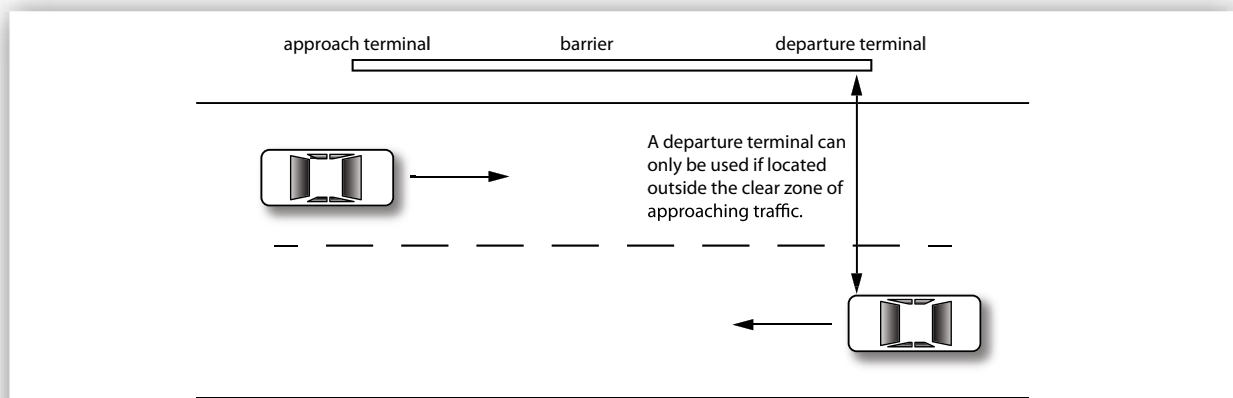 approach terminal barrier departure terminal
A departure terminal can
only be used if located
outside the clear zone of
approaching traffic.